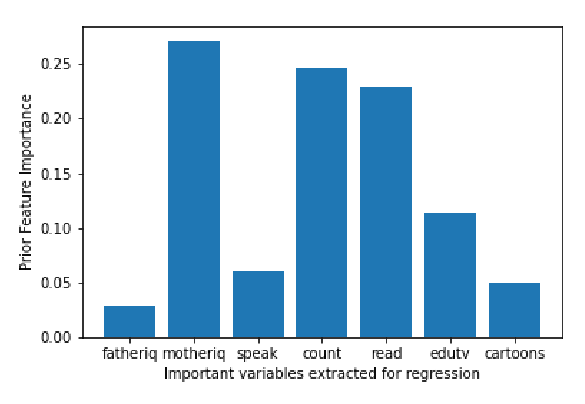 0.25
0.20
0.15
0.10
0.05
0.00
Prior Feature Importance
fatheriq motheriq speak count read edutv cartoons
Important variables extracted for regression